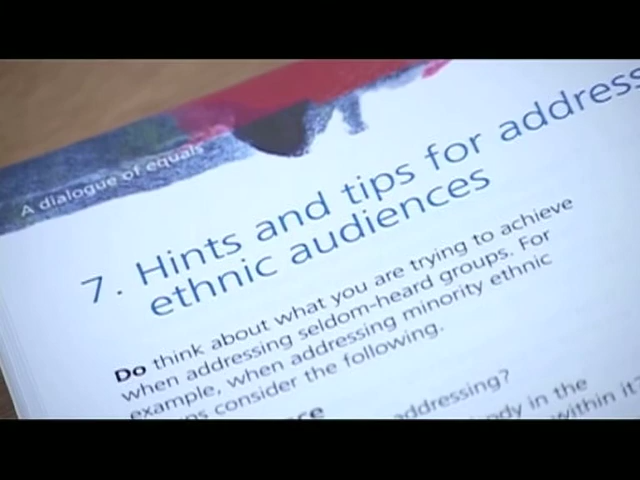 A dialogue of equals
7. Hints and tips for address
ethnic audiences
Do think about what you are trying to achieve
when addressing seldom-heard groups. For
example, when addressing minority ethnic
consider the following.
addressing?
in the
within it?